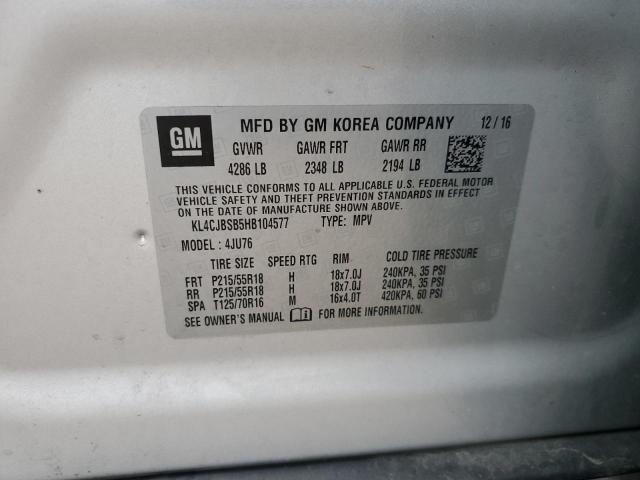 GM MFD BY GM KOREA COMPANY 12/16
GVWR GAWR FRT GAWR RR
4286 LB 2348 LB 2194 LB
THIS VEHICLE CONFORMS TO ALL APPLICABLE U.S. FEDERAL MOTOR
VEHICLE SAFETY AND THEFT PREVENTION STANDARDS IN EFFECT
ON THE DATE OF MANUFACTURE SHOWN ABOVE.
KL4CJBSB5HB104577 TYPE: MPV
MODEL: 4JU76
TIRE SIZE SPEED RTG RIM COLD TIRE PRESSURE
FRT P215/55R18 H 18x7.0J 240KPA, 35 PSI
RR P215/55R18 H 18x7.0J 240KPA, 35 PSI
SPA T125/70R16 M 16x4.0T 420KPA, 60 PSI
SEE OWNER'S MANUAL FOR MORE INFORMATION.